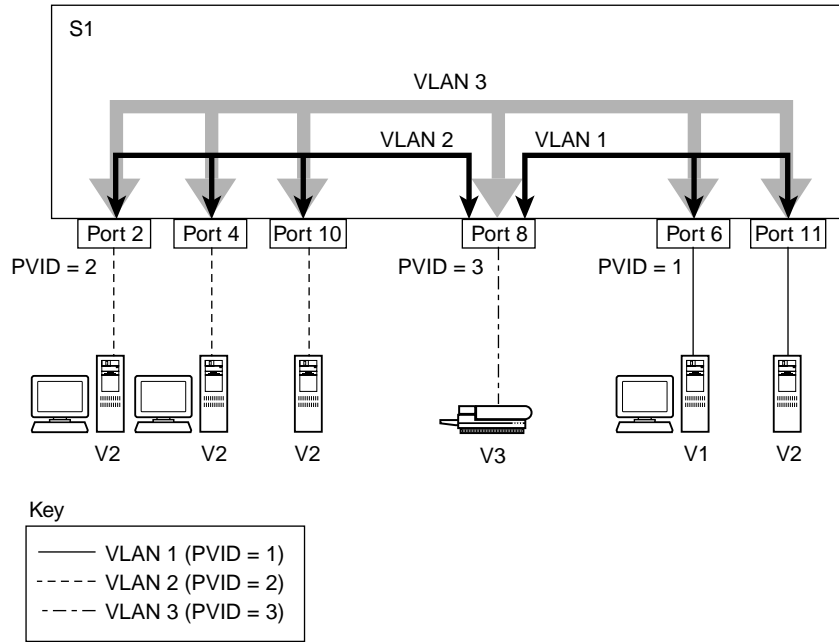 S1
VLAN 3
VLAN 2
VLAN 1
Port 2
Port 4
Port 10
Port 8
Port 6
Port 11
PVID = 2
PVID = 3
PVID = 1
V2
V2
V2
V3
V1
V2
Key
VLAN 1 (PVID = 1)
VLAN 2 (PVID = 2)
VLAN 3 (PVID = 3)